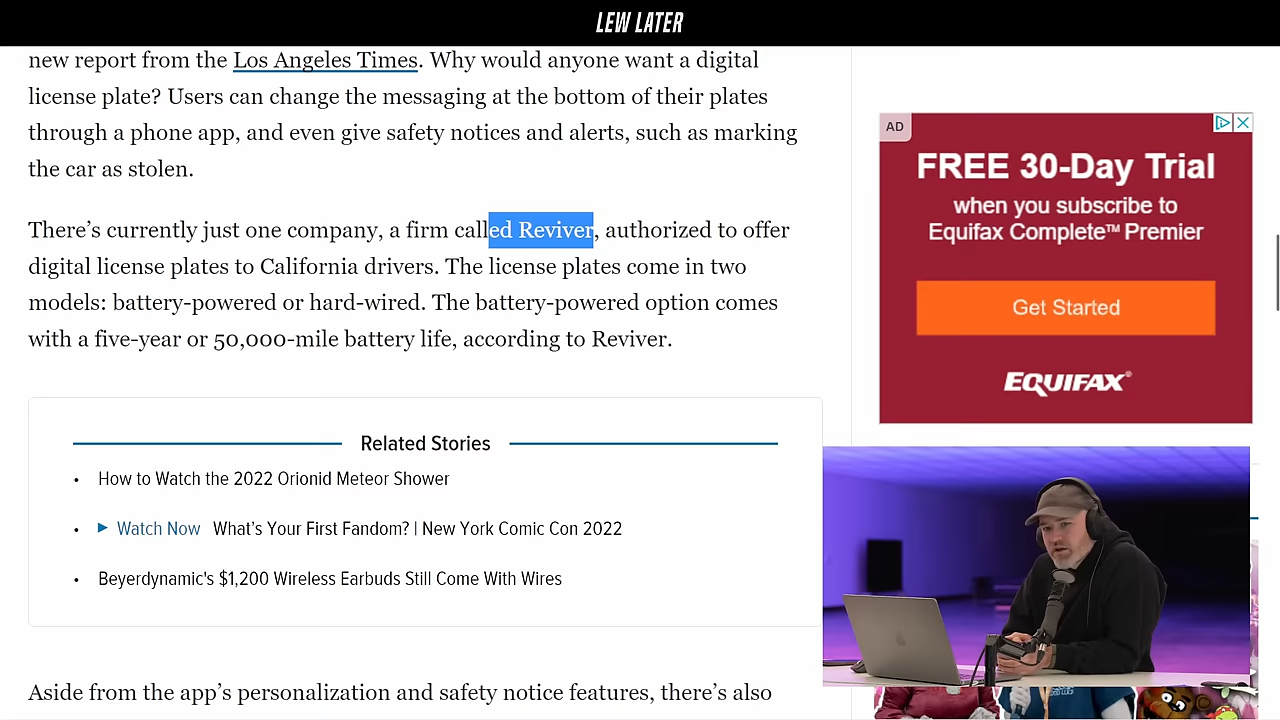 LEW LATER
new report from the Los Angeles Times. Why would anyone want a digital
license plate? Users can change the messaging at the bottom of their plates
through a phone app, and even give safety notices and alerts, such as marking
the car as stolen.
There’s currently just one company, a firm called Reviver, authorized to offer
digital license plates to California drivers. The license plates come in two
models: battery-powered or hard-wired. The battery-powered option comes
with a five-year or 50,000-mile battery life, according to Reviver.
Related Stories
• How to Watch the 2022 Orionid Meteor Shower
• Watch Now What’s Your First Fandom? | New York Comic Con 2022
• Beyerdynamic's $1,200 Wireless Earbuds Still Come With Wires
Aside from the app’s personalization and safety notice features, there’s also
AD
FREE 30-Day Trial
when you subscribe to
Equifax Complete™ Premier
Get Started
EQUIFAX®